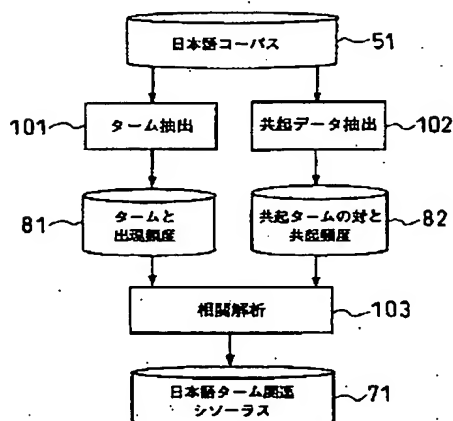 日本語コーパス
51
101
ターム抽出
共起データ抽出
102
81
タームと
出現頻度
共起タームの対と
共起頻度
82
相関解析
103
日本語ターム関連
シソーラス
71